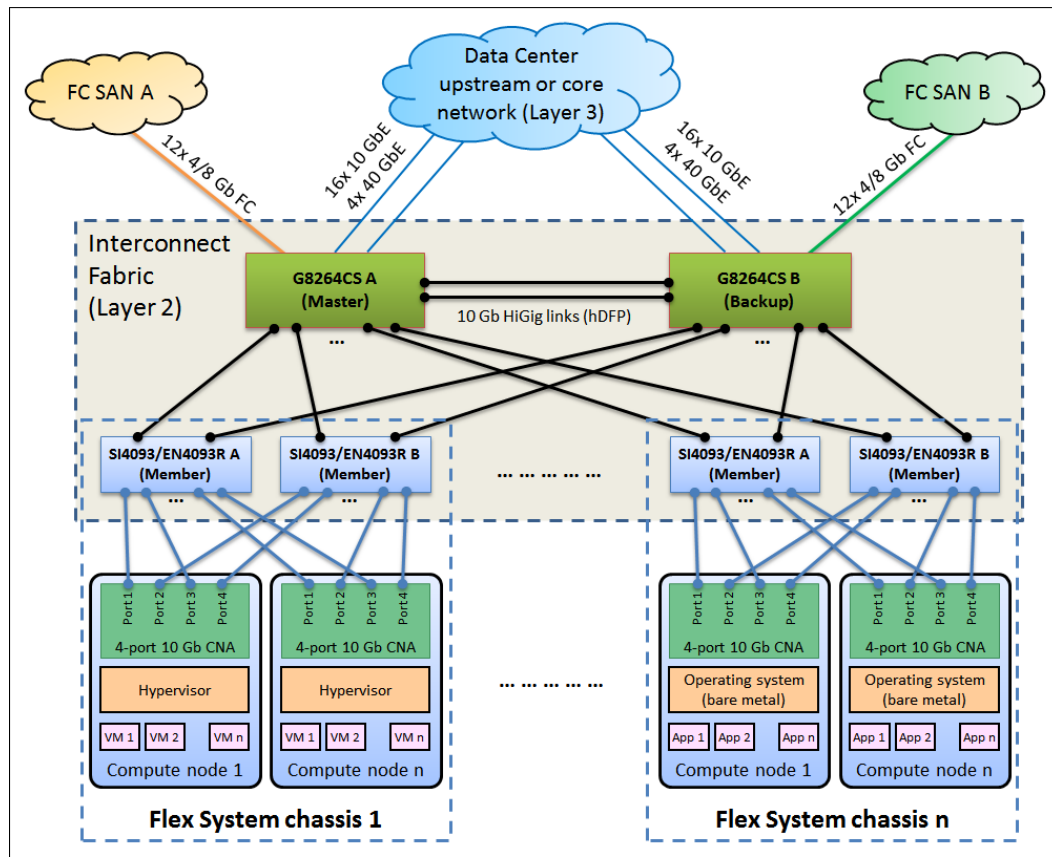 FC SAN A
Data Center
upstream or core
network (Layer 3)
FC SAN B
12x 4/8 Gb FC
16x 10 GbE
4x 40 GbE
16x 10 GbE
4x 40 GbE
12x 4/8 Gb FC
Interconnect
Fabric
(Layer 2)
G8264CS A
(Master)
...
10 Gb HiGig links (hDFP)
G8264CS B
(Backup)
...
SI4093/EN4093R A
(Member)
...
SI4093/EN4093R B
(Member)
...
... ... ... ... ...
SI4093/EN4093R A
(Member)
...
SI4093/EN4093R B
(Member)
...
Port 1
Port 2
Port 3
Port 4
4-port 10 Gb CNA
Hypervisor
VM 1
VM 2
VM n
Compute node 1
Port 1
Port 2
Port 3
Port 4
4-port 10 Gb CNA
Hypervisor
VM 1
VM 2
VM n
Compute node n
Flex System chassis 1
... ... ... ... ...
Port 1
Port 2
Port 3
Port 4
4-port 10 Gb CNA
Operating system
(bare metal)
App 1
App 2
App n
Compute node 1
Port 1
Port 2
Port 3
Port 4
4-port 10 Gb CNA
Operating system
(bare metal)
App 1
App 2
App n
Compute node n
Flex System chassis n